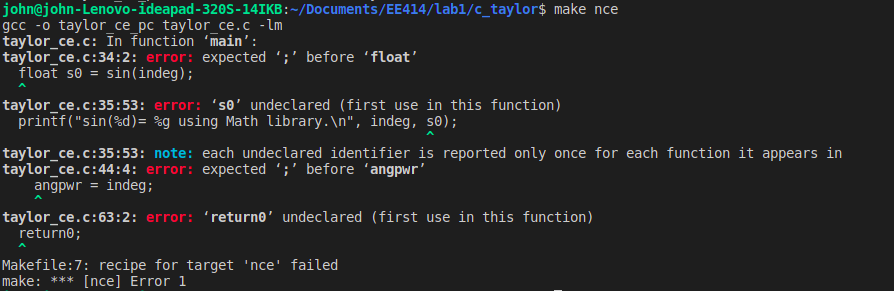 john@john-Lenovo-ideapad-320S-14IKB:~/Documents/EE414/lab1/c_taylor$ make nce
gcc -o taylor_ce_pc taylor_ce.c -lm
taylor_ce.c: In function ‘main’:
taylor_ce.c:34:2: error: expected ‘;’ before ‘float’
  float s0 = sin(indeg);
  ^
taylor_ce.c:35:53: error: ‘s0’ undeclared (first use in this function)
  printf("sin(%d)= %g using Math library.\n", indeg, s0);
                                                     ^
taylor_ce.c:35:53: note: each undeclared identifier is reported only once for each function it appears in
taylor_ce.c:44:4: error: expected ‘;’ before ‘angpwr’
    angpwr = indeg;
    ^
taylor_ce.c:63:2: error: ‘return0’ undeclared (first use in this function)
  return0;
  ^
Makefile:7: recipe for target 'nce' failed
make: *** [nce] Error 1